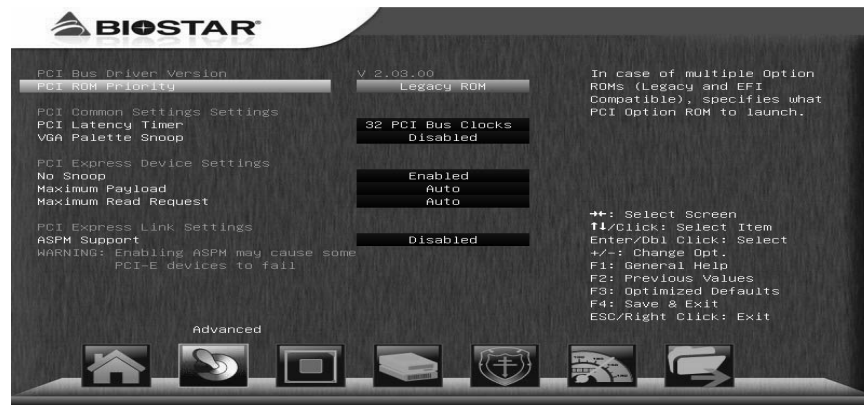 BIOSTAR
PCI Bus Driver Version V 2.03.00
PCI ROM Priority Legacy ROM
PCI Common Settings Settings
PCI Latency Timer 32 PCI Bus Clocks
VGA Palette Snoop Disabled
PCI Express Device Settings
No Snoop Enabled
Maximum Payload Auto
Maximum Read Request Auto
PCI Express Link Settings
ASPM Support Disabled
WARNING: Enabling ASPM may cause some
PCI-E devices to fail
In case of multiple Option
ROMs (Legacy and EFI
Compatible), specifies what
PCI Option ROM to launch.
→←: Select Screen
↑↓/Click: Select Item
Enter/Dbl Click: Select
+/-: Change Opt.
F1: General Help
F2: Previous Values
F3: Optimized Defaults
F4: Save & Exit
ESC/Right Click: Exit
Advanced